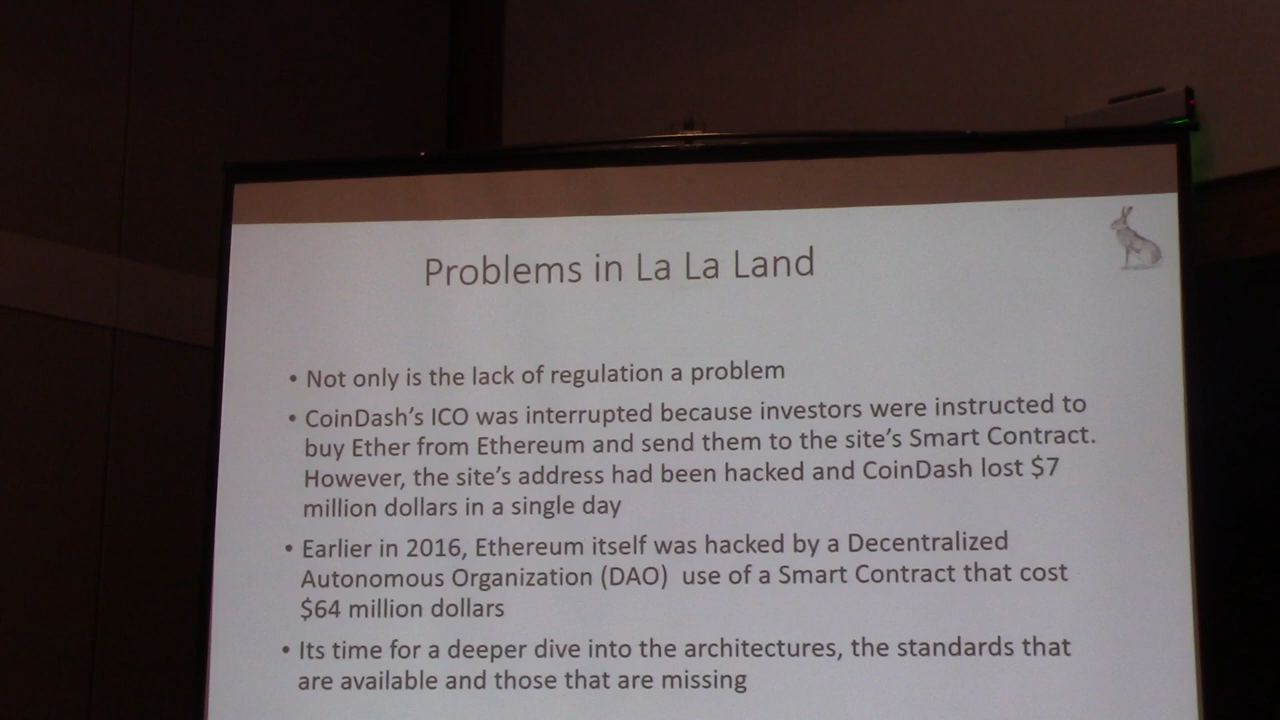 Problems in La La Land
• Not only is the lack of regulation a problem
• CoinDash's ICO was interrupted because investors were instructed to
buy Ether from Ethereum and send them to the site's Smart Contract.
However, the site's address had been hacked and CoinDash lost $7
million dollars in a single day
• Earlier in 2016, Ethereum itself was hacked by a Decentralized
Autonomous Organization (DAO) use of a Smart Contract that cost
$64 million dollars
• Its time for a deeper dive into the architectures, the standards that
are available and those that are missing